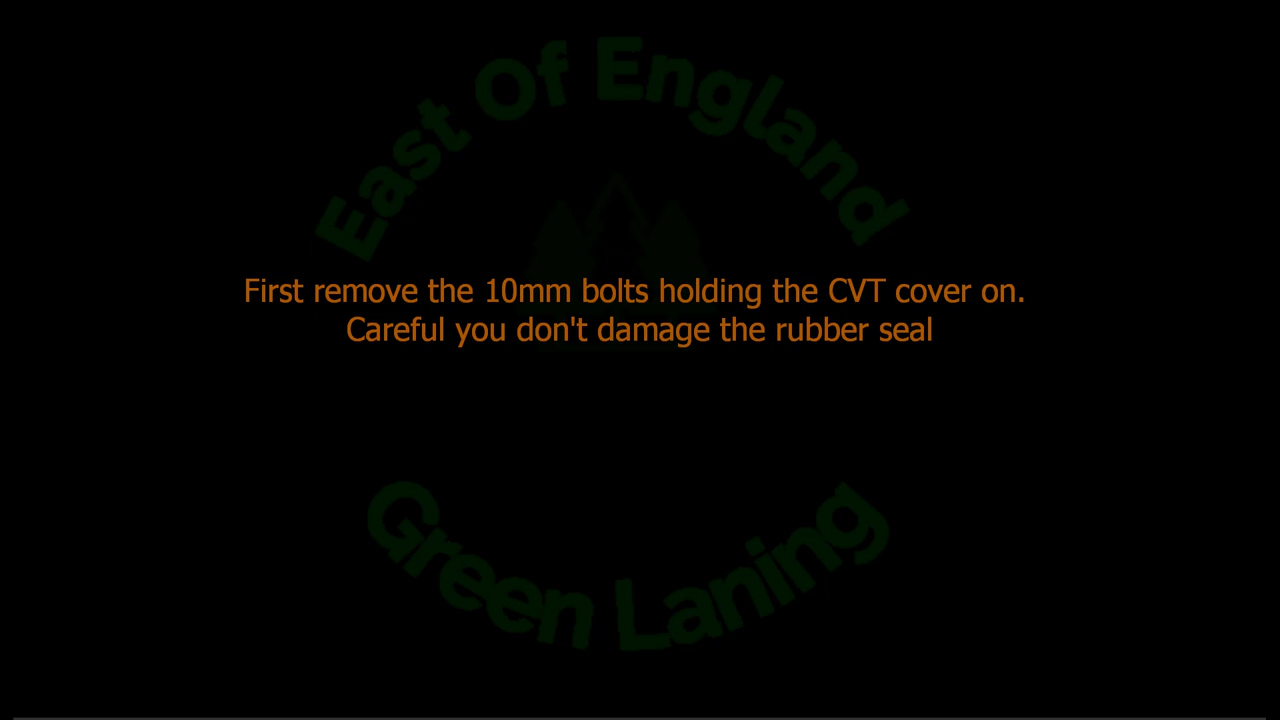 East Of England
First remove the 10mm bolts holding the CVT cover on.
Careful you don't damage the rubber seal
Green Laning